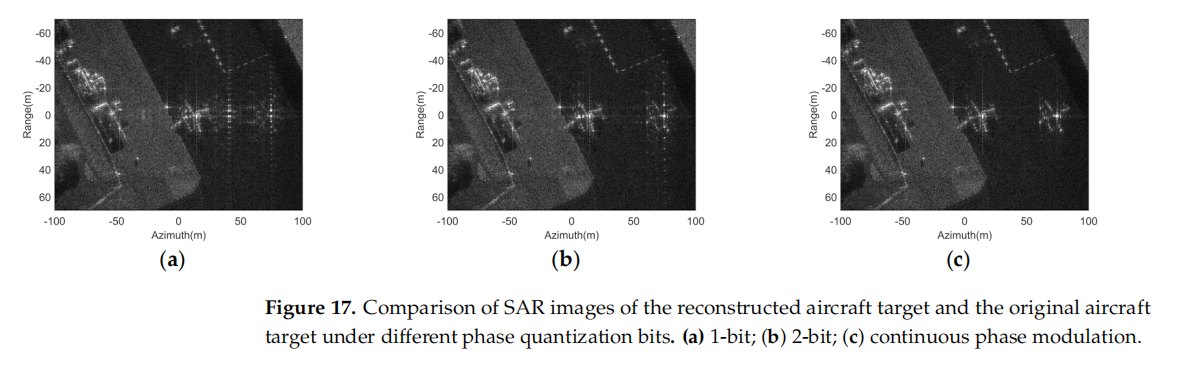 -60
-40
-20
0
20
40
60
Range(m)
-100 -50 0 50 100
Azimuth(m)
(a)
-60
-40
-20
0
20
40
60
Range(m)
-100 -50 0 50 100
Azimuth(m)
(b)
-60
-40
-20
0
20
40
60
Range(m)
-100 -50 0 50 100
Azimuth(m)
(c)
Figure 17. Comparison of SAR images of the reconstructed aircraft target and the original aircraft
target under different phase quantization bits. (a) 1-bit; (b) 2-bit; (c) continuous phase modulation.